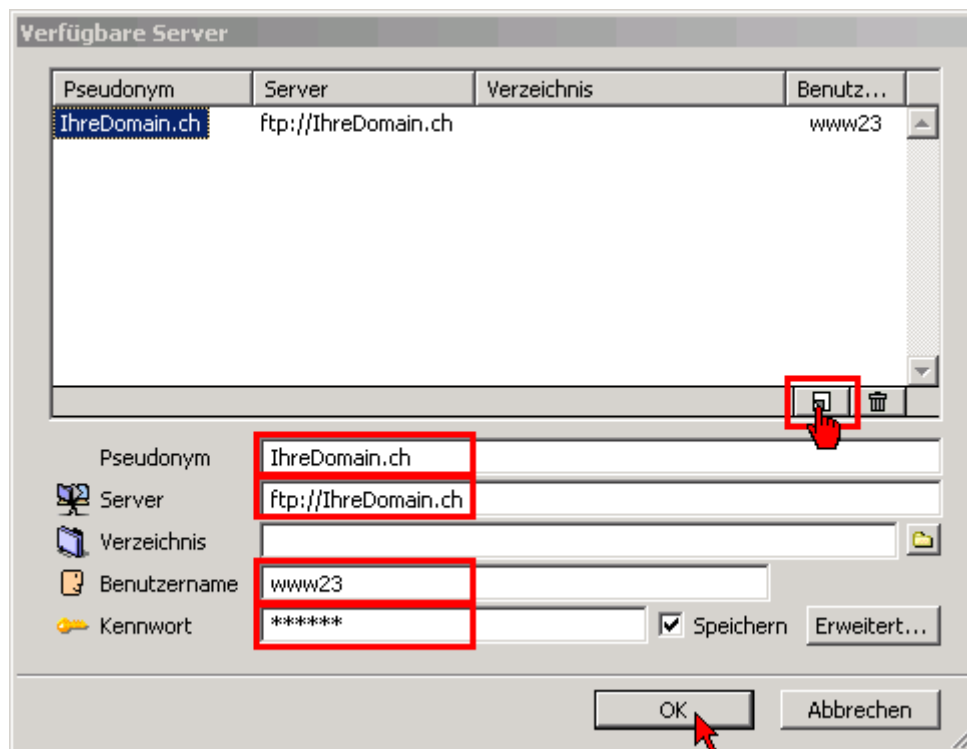 Verfügbare Server
Pseudonym Server Verzeichnis Benutz...
IhreDomain.ch ftp://IhreDomain.ch www23
Pseudonym IhreDomain.ch
Server ftp://IhreDomain.ch
Verzeichnis
Benutzername www23
Kennwort ****** Speichern Erweitert...
OK Abbrechen